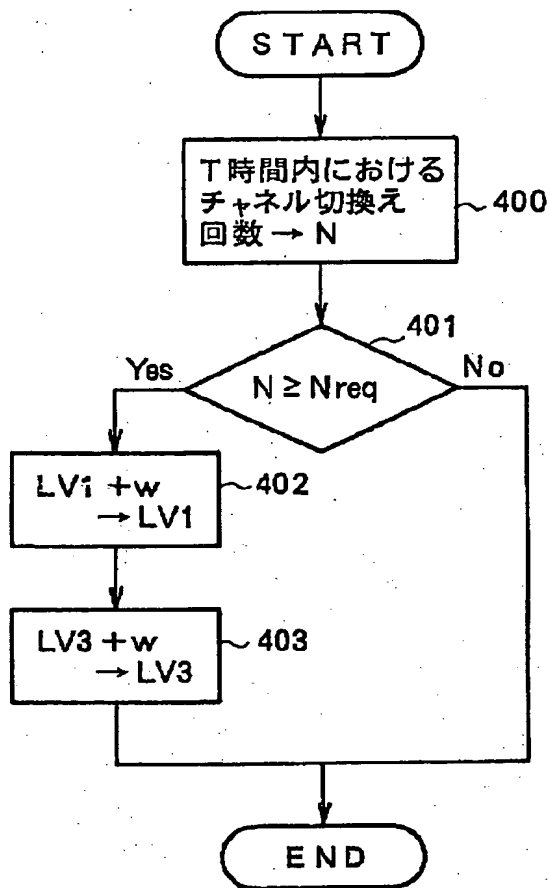 START
T時間内における
チャネル切換え
回数 → N
400
401
Yes
N ≥ Nreq
No
LV1 + w
→ LV1
402
LV3 + w
→ LV3
403
END